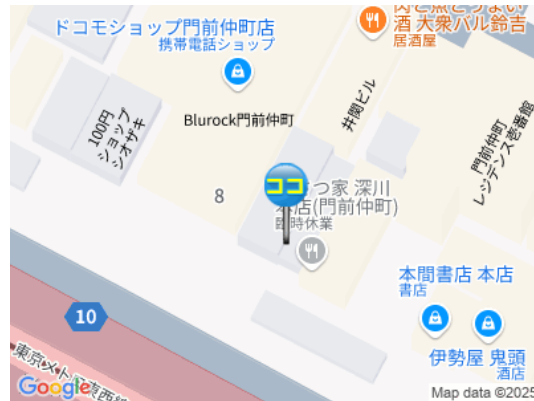 ドコモショップ門前仲町店
携帯電話ショップ
酒 大衆バル鈴吉
居酒屋
100円
ショップ
シオザキ
Blurock門前仲町
井関ビル
門前仲町
レジデンス壱番館
ココ
つ家 深川
店(門前仲町)
臨時休業
8
本間書店 本店
書店
10
伊勢屋 鬼頭
酒店
東京メト
東西線
Google
Map data ©2025